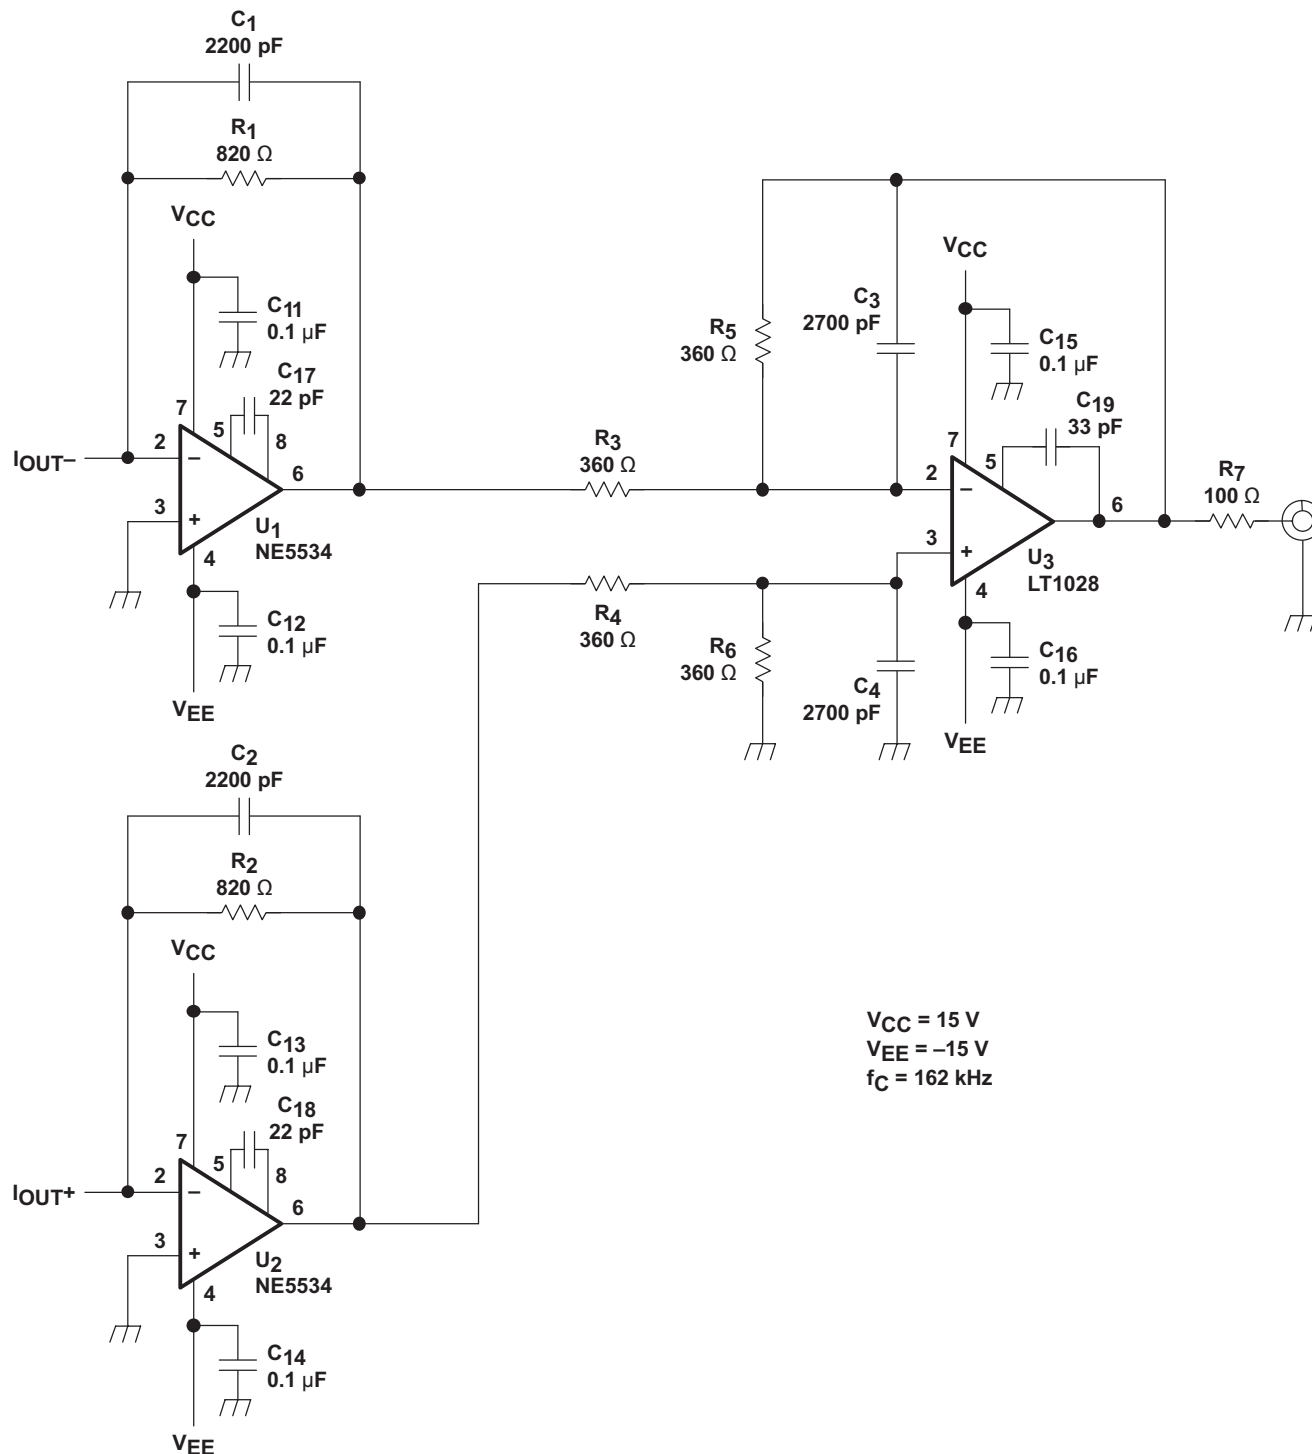 C1
2200 pF
R1
820 Ω
VCC
C11
0.1 μF
C17
22 pF
7
5
8
2
IOUT–
–
6
3
+
U1
NE5534
4
C12
0.1 μF
VEE
R3
360 Ω
R5
360 Ω
C3
2700 pF
VCC
C15
0.1 μF
C19
33 pF
7
5
2
–
6
R7
100 Ω
3
+
U3
LT1028
4
R4
360 Ω
R6
360 Ω
C4
2700 pF
C16
0.1 μF
VEE
C2
2200 pF
R2
820 Ω
VCC
C13
0.1 μF
C18
22 pF
7
5
8
2
IOUT+
–
6
3
+
U2
NE5534
4
C14
0.1 μF
VEE
VCC = 15 V
VEE = –15 V
fC = 162 kHz